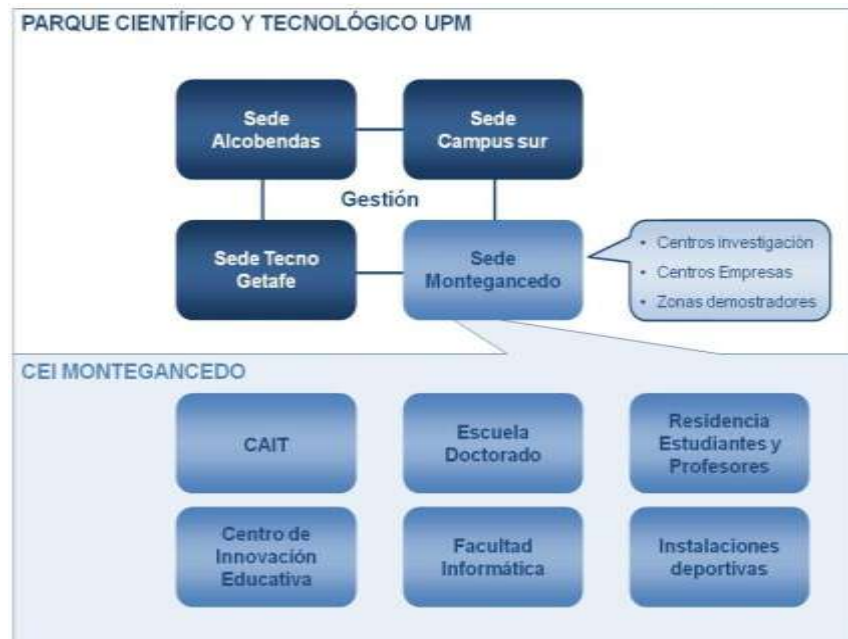 PARQUE CIENTÍFICO Y TECNOLÓGICO UPM
Sede
Alcobendas
Sede
Campus sur
Gestión
Sede Tecno
Getafe
Sede
Montegancedo
• Centros investigación
• Centros Empresas
• Zonas demostradores
CEI MONTEGANCEDO
CAIT
Escuela
Doctorado
Residencia
Estudiantes y
Profesores
Centro de
Innovación
Educativa
Facultad
Informática
Instalaciones
deportivas